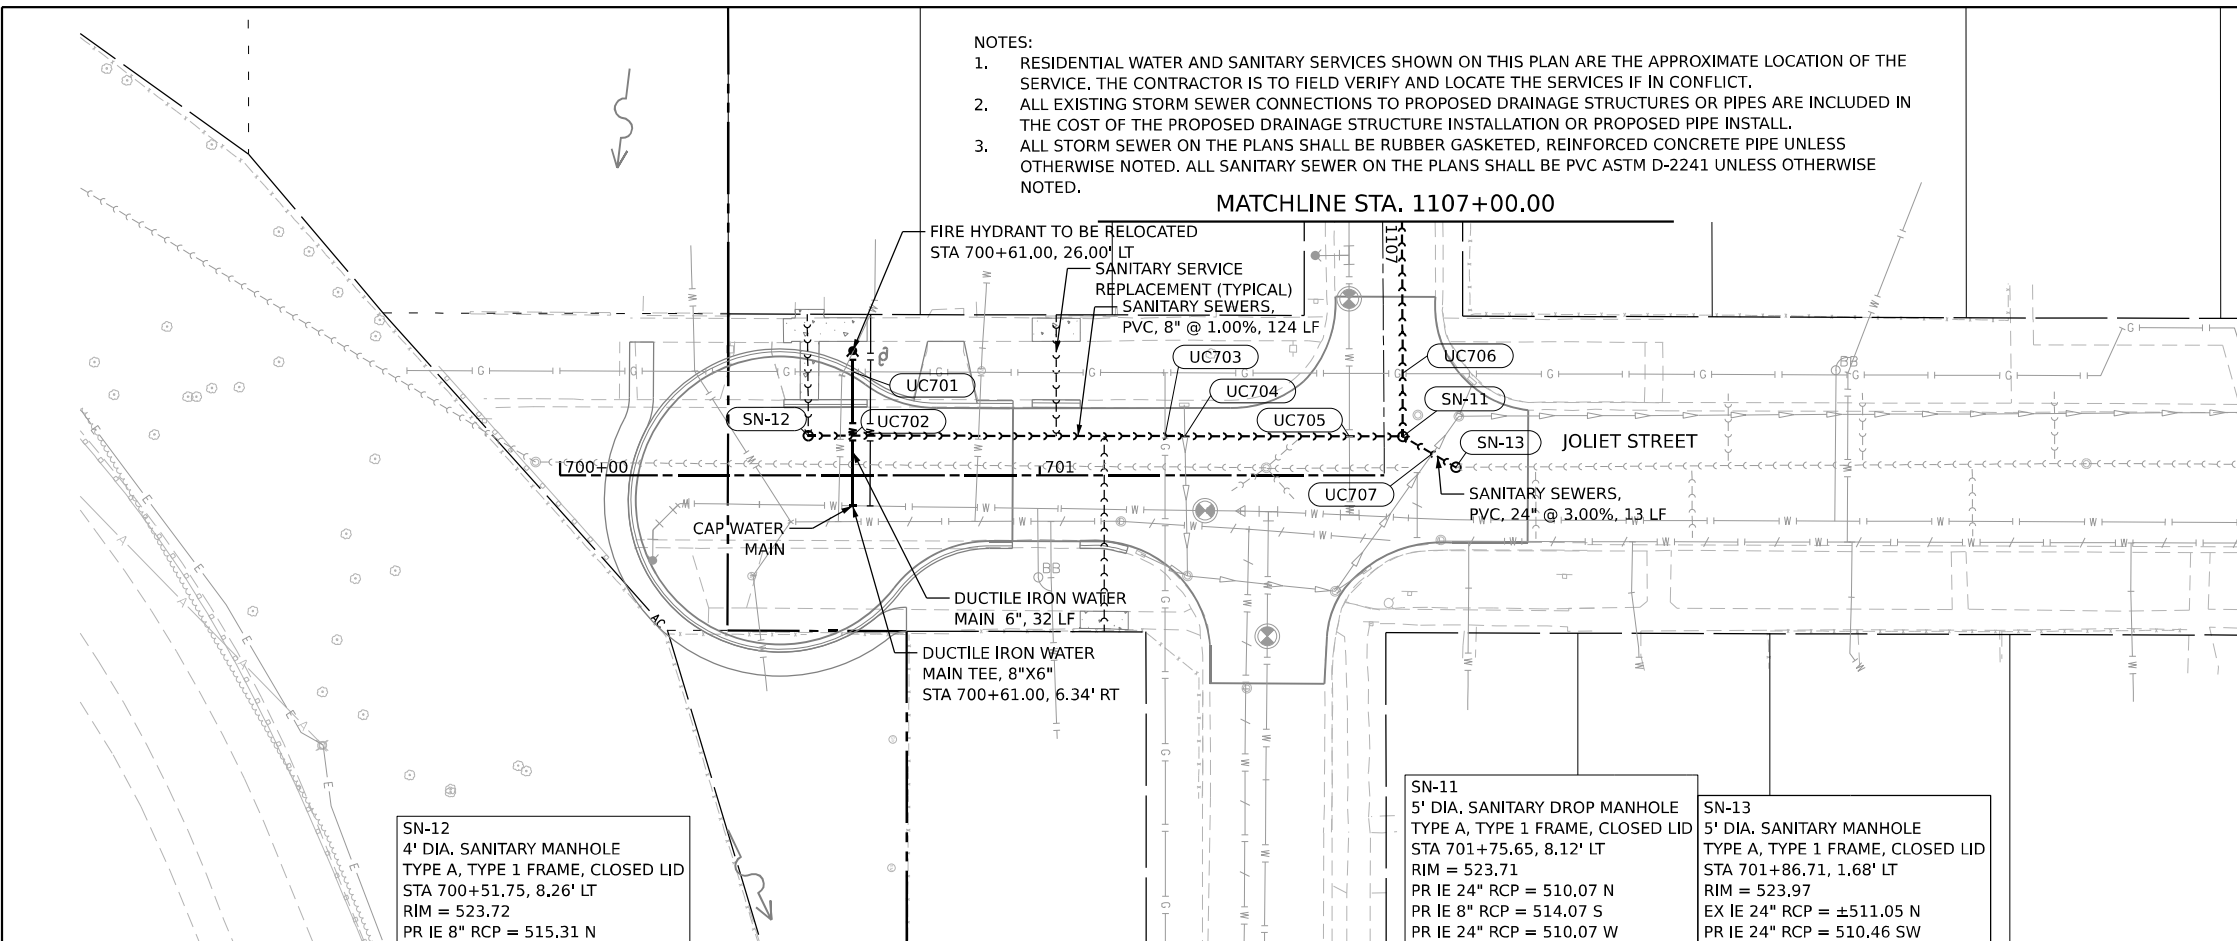 NOTES:
1. RESIDENTIAL WATER AND SANITARY SERVICES SHOWN ON THIS PLAN ARE THE APPROXIMATE LOCATION OF THE
SERVICE. THE CONTRACTOR IS TO FIELD VERIFY AND LOCATE THE SERVICES IF IN CONFLICT.
2. ALL EXISTING STORM SEWER CONNECTIONS TO PROPOSED DRAINAGE STRUCTURES OR PIPES ARE INCLUDED IN
THE COST OF THE PROPOSED DRAINAGE STRUCTURE INSTALLATION OR PROPOSED PIPE INSTALL.
3. ALL STORM SEWER ON THE PLANS SHALL BE RUBBER GASKETED, REINFORCED CONCRETE PIPE UNLESS
OTHERWISE NOTED. ALL SANITARY SEWER ON THE PLANS SHALL BE PVC ASTM D-2241 UNLESS OTHERWISE
NOTED.
MATCHLINE STA. 1107+00.00
1107
FIRE HYDRANT TO BE RELOCATED
STA 700+61.00, 26.00' LT
SANITARY SERVICE
REPLACEMENT (TYPICAL)
SANITARY SEWERS,
PVC, 8" @ 1.00%, 124 LF
UC703
UC706
UC701
UC704
SN-11
SN-12
UC702
UC705
SN-13
JOLIET STREET
700+00
701
UC707
SANITARY SEWERS,
PVC, 24" @ 3.00%, 13 LF
CAP WATER
MAIN
BB
BB
DUCTILE IRON WATER
MAIN 6", 32 LF
AC
DUCTILE IRON WATER
MAIN TEE, 8"X6"
STA 700+61.00, 6.34' RT
SN-12
4' DIA. SANITARY MANHOLE
TYPE A, TYPE 1 FRAME, CLOSED LID
STA 700+51.75, 8.26' LT
RIM = 523.72
PR IE 8" RCP = 515.31 N
SN-11
5' DIA. SANITARY DROP MANHOLE
TYPE A, TYPE 1 FRAME, CLOSED LID
STA 701+75.65, 8.12' LT
RIM = 523.71
PR IE 24" RCP = 510.07 N
PR IE 8" RCP = 514.07 S
PR IE 24" RCP = 510.07 W
SN-13
5' DIA. SANITARY MANHOLE
TYPE A, TYPE 1 FRAME, CLOSED LID
STA 701+86.71, 1.68' LT
RIM = 523.97
EX IE 24" RCP = ±511.05 N
PR IE 24" RCP = 510.46 SW